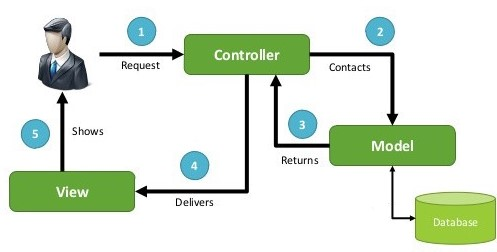 1
Request
Controller
2
Contacts
3
Returns
Model
4
Delivers
5
Shows
View
Database